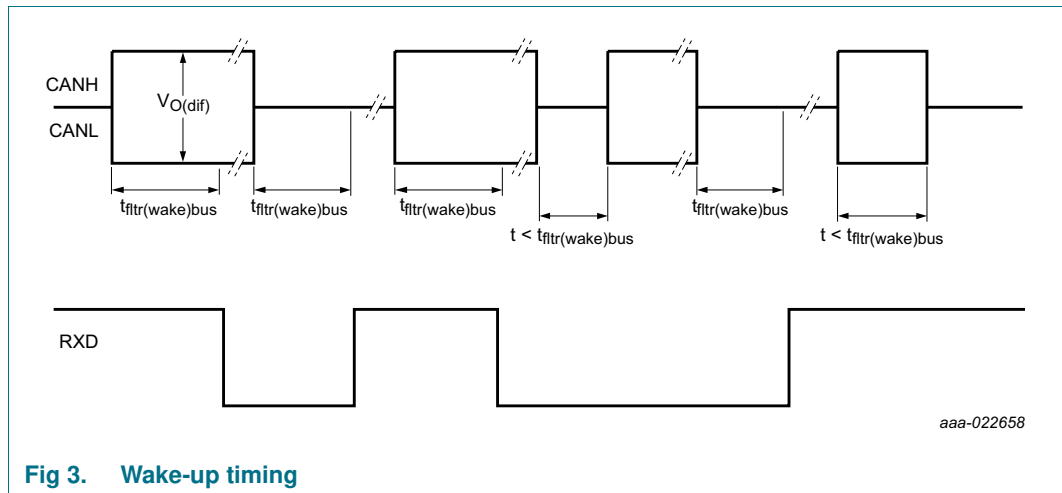 CANH
V_O(dif)
CANL
t_fltr(wake)bus t_fltr(wake)bus t_fltr(wake)bus t_fltr(wake)bus
t < t_fltr(wake)bus t < t_fltr(wake)bus
RXD
aaa-022658
Fig 3. Wake-up timing